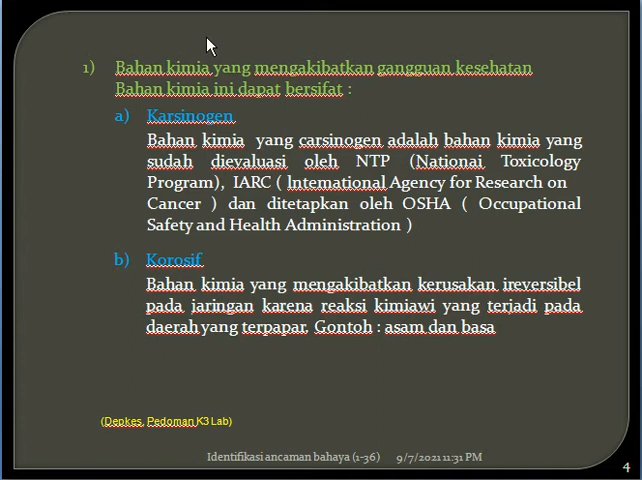 1) Bahan kimia yang mengakibatkan gangguan kesehatan
Bahan kimia ini dapat bersifat :
a) Karsinogen
Bahan kimia yang carsinogen adalah bahan kimia yang
sudah dievaluasi oleh NTP (Nationai Toxicology
Program), IARC ( lntemational Agency for Research on
Cancer ) dan ditetapkan oleh OSHA ( Occupational
Safety and Health Administration )
b) Korosif
Bahan kimia yang mengakibatkan kerusakan ireversibel
pada jaringan karena reaksi kimiawi yang terjadi pada
daerah yang terpapar. Gontoh : asam dan basa
(Depkes, Pedoman K3 Lab)
Identifikasi ancaman bahaya (1-36) 9/7/2021 11:31 PM
4